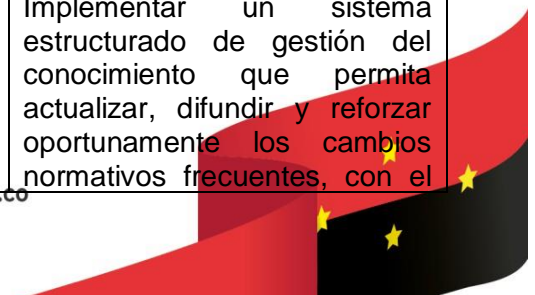 Implementar un sistema
estructurado de gestión del
conocimiento que permita
actualizar, difundir y reforzar
oportunamente los cambios
normativos frecuentes, con el
.co